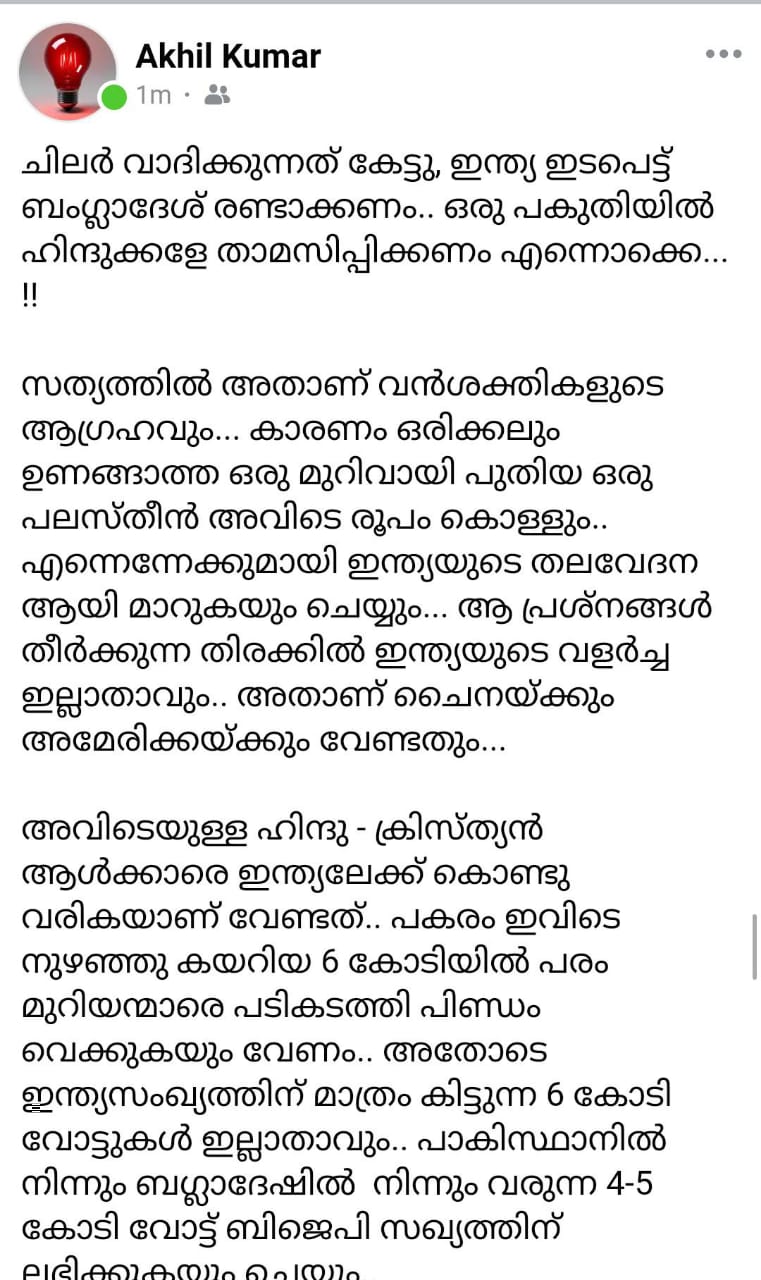 Akhil Kumar
1m ·
ചിലർ വാദിക്കുന്നത് കേട്ടു, ഇന്ത്യ ഇടപെട്ട്
ബംഗ്ലാദേശ് രണ്ടാക്കണം.. ഒരു പകുതിയിൽ
ഹിന്ദുക്കളേ താമസിപ്പിക്കണം എന്നൊക്കെ...
!!
സത്യത്തിൽ അതാണ് വൻശക്തികളുടെ
ആഗ്രഹവും... കാരണം ഒരിക്കലും
ഉണങ്ങാത്ത ഒരു മുറിവായി പുതിയ ഒരു
പലസ്തീൻ അവിടെ രൂപം കൊള്ളും..
എന്നെന്നേക്കുമായി ഇന്ത്യയുടെ തലവേദന
ആയി മാറുകയും ചെയ്യും... ആ പ്രശ്നങ്ങൾ
തീർക്കുന്ന തിരക്കിൽ ഇന്ത്യയുടെ വളർച്ച
ഇല്ലാതാവും.. അതാണ് ചൈനയ്ക്കും
അമേരിക്കയ്ക്കും വേണ്ടതും...
അവിടെയുള്ള ഹിന്ദു - ക്രിസ്ത്യൻ
ആൾക്കാരെ ഇന്ത്യലേക്ക് കൊണ്ടു
വരികയാണ് വേണ്ടത്.. പകരം ഇവിടെ
നുഴഞ്ഞു കയറിയ 6 കോടിയിൽ പരം
മുറിയന്മാരെ പടികടത്തി പിണ്ഡം
വെക്കുകയും വേണം.. അതോടെ
ഇന്ത്യസംഖ്യത്തിന് മാത്രം കിട്ടുന്ന 6 കോടി
വോട്ടുകൾ ഇല്ലാതാവും.. പാകിസ്ഥാനിൽ
നിന്നും ബഗ്ലാദേഷിൽ നിന്നും വരുന്ന 4-5
കോടി വോട്ട് ബിജെപി സഖ്യത്തിന്
ലഭിക്കുകയും ചെയ്യും..